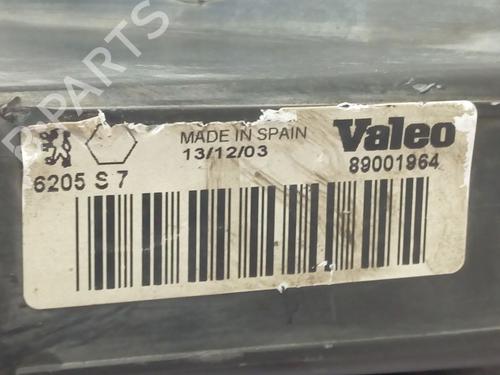 B-PARTS
MADE IN SPAIN
13/12/03
Valeo
89001964
6205 S 7